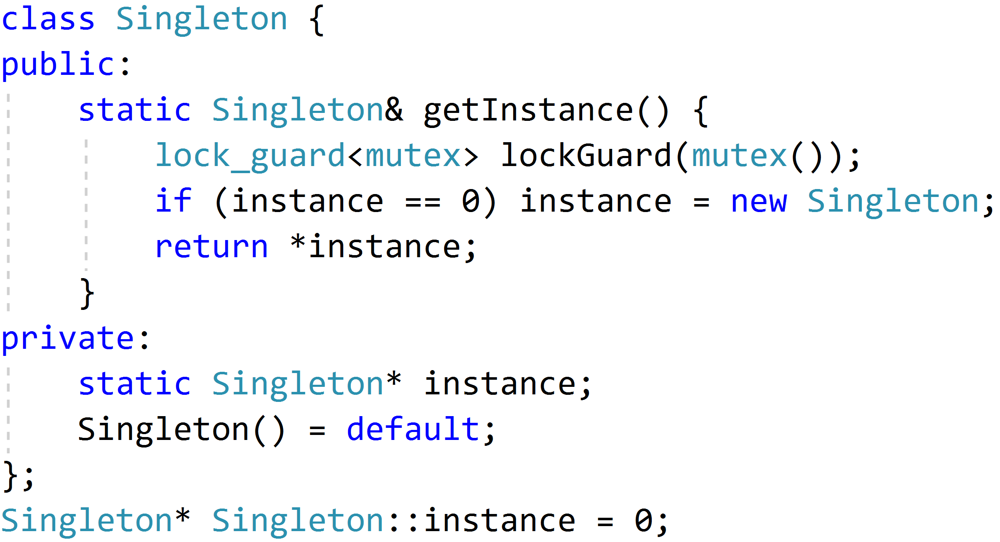 class Singleton {
public:
    static Singleton& getInstance() {
        lock_guard<mutex> lockGuard(mutex());
        if (instance == 0) instance = new Singleton;
        return *instance;
    }
private:
    static Singleton* instance;
    Singleton() = default;
};
Singleton* Singleton::instance = 0;